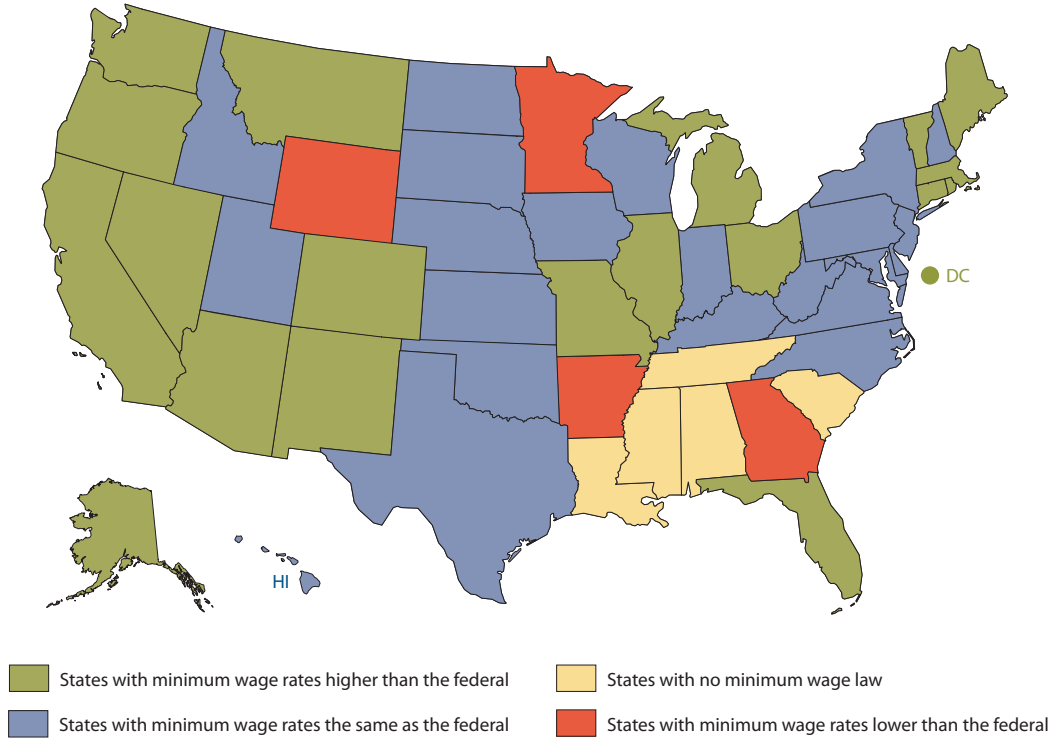 DC
HI
States with minimum wage rates higher than the federal
States with no minimum wage law
States with minimum wage rates the same as the federal
States with minimum wage rates lower than the federal